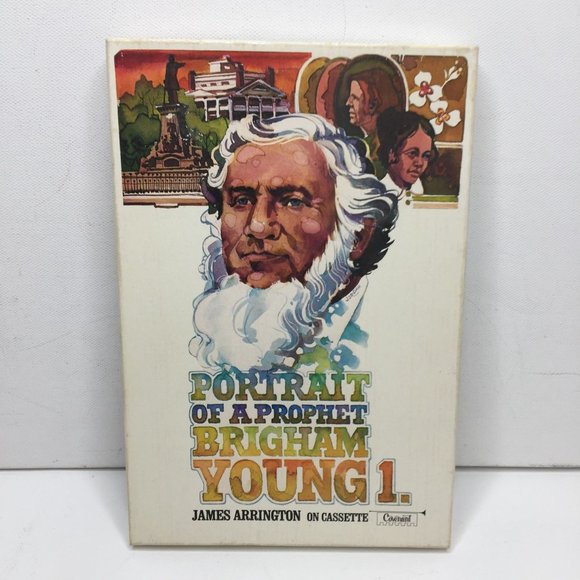 PORTRAIT
OF A PROPHET
BRIGHAM
YOUNG 1.
JAMES ARRINGTON ON CASSETTE Covenant